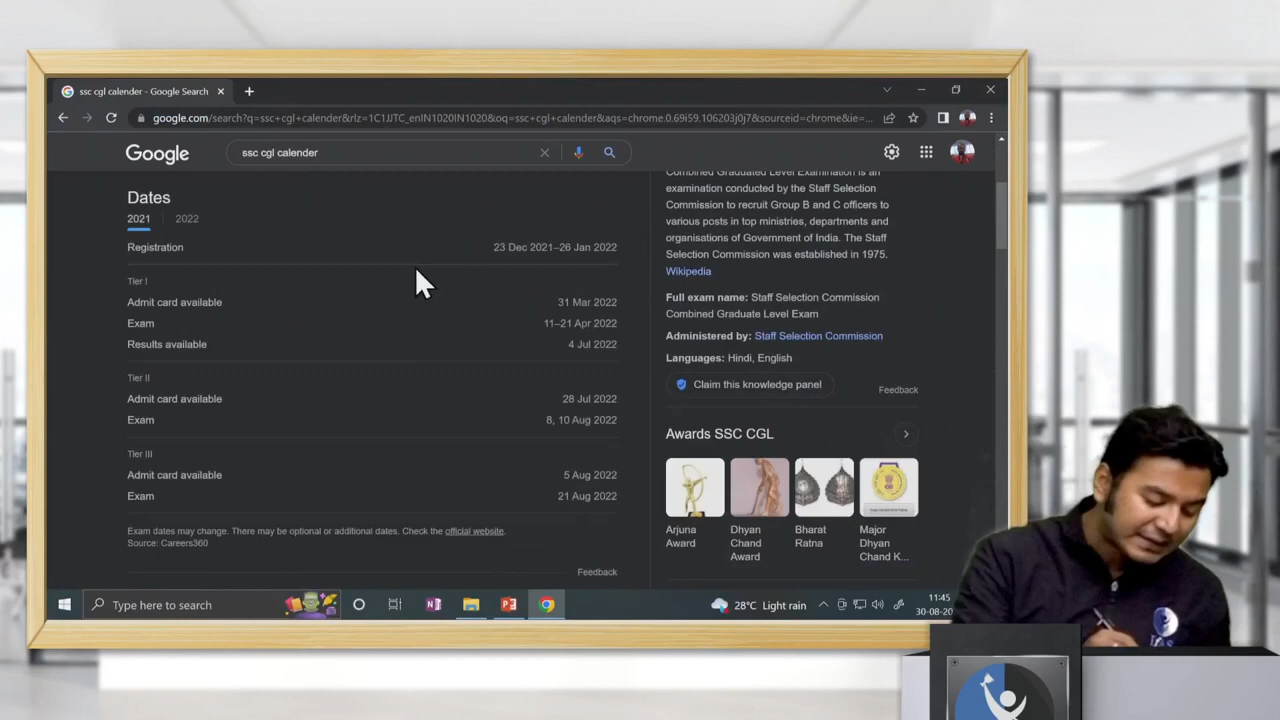 ssc cgl calender - Google Search
google.com/search?q=ssc+cgl+calender&rlz=1C1JJTC_enIN1020IN1020&oq=ssc+cgl+calender&aqs=chrome.0.69i59.106203j0j7&sourceid=chrome&ie=...
Google
ssc cgl calender
Dates
2021 2022
Registration 23 Dec 2021–26 Jan 2022
Tier I
Admit card available 31 Mar 2022
Exam 11–21 Apr 2022
Results available 4 Jul 2022
Tier II
Admit card available 28 Jul 2022
Exam 8, 10 Aug 2022
Tier III
Admit card available 5 Aug 2022
Exam 21 Aug 2022
Exam dates may change. There may be optional or additional dates. Check the official website.
Source: Careers360
Feedback
Combined Graduated Level Examination is an
examination conducted by the Staff Selection
Commission to recruit Group B and C officers to
various posts in top ministries, departments and
organisations of Government of India. The Staff
Selection Commission was established in 1975.
Wikipedia
Full exam name: Staff Selection Commission
Combined Graduate Level Exam
Administered by: Staff Selection Commission
Languages: Hindi, English
Claim this knowledge panel
Feedback
Awards SSC CGL
Arjuna
Award
Dhyan
Chand
Award
Bharat
Ratna
Major
Dhyan
Chand K...
Type here to search
28°C Light rain
11:45
30-08-20